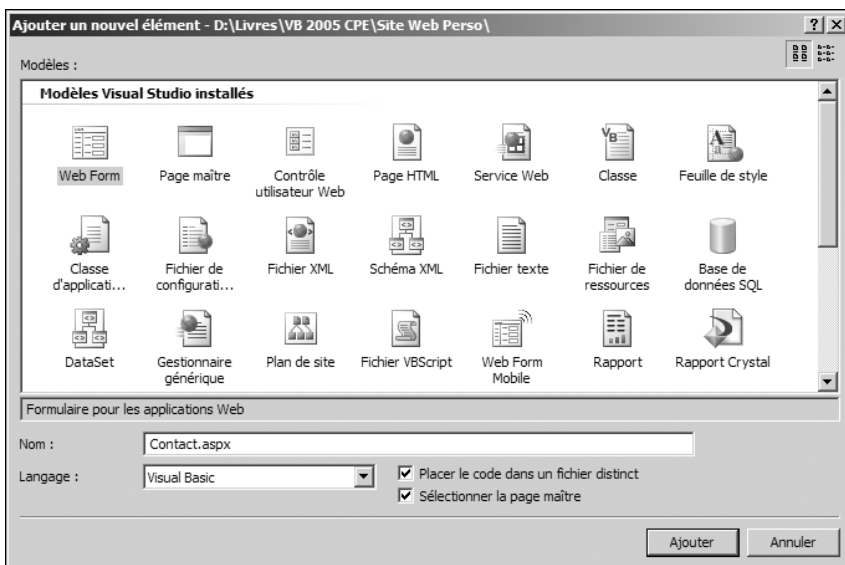 Ajouter un nouvel élément - D:\Livres\VB 2005 CPE\Site Web Perso\
Modèles :
Modèles Visual Studio installés
Web Form
Page maître
Contrôle
utilisateur Web
Page HTML
Service Web
Classe
Feuille de style
Classe
d'applicati...
Fichier de
configurati...
Fichier XML
Schéma XML
Fichier texte
Fichier de
ressources
Base de
données SQL
DataSet
Gestionnaire
générique
Plan de site
Fichier VBScript
Web Form
Mobile
Rapport
Rapport Crystal
Formulaire pour les applications Web
Nom :
Contact.aspx
Langage :
Visual Basic
Placer le code dans un fichier distinct
Sélectionner la page maître
Ajouter
Annuler